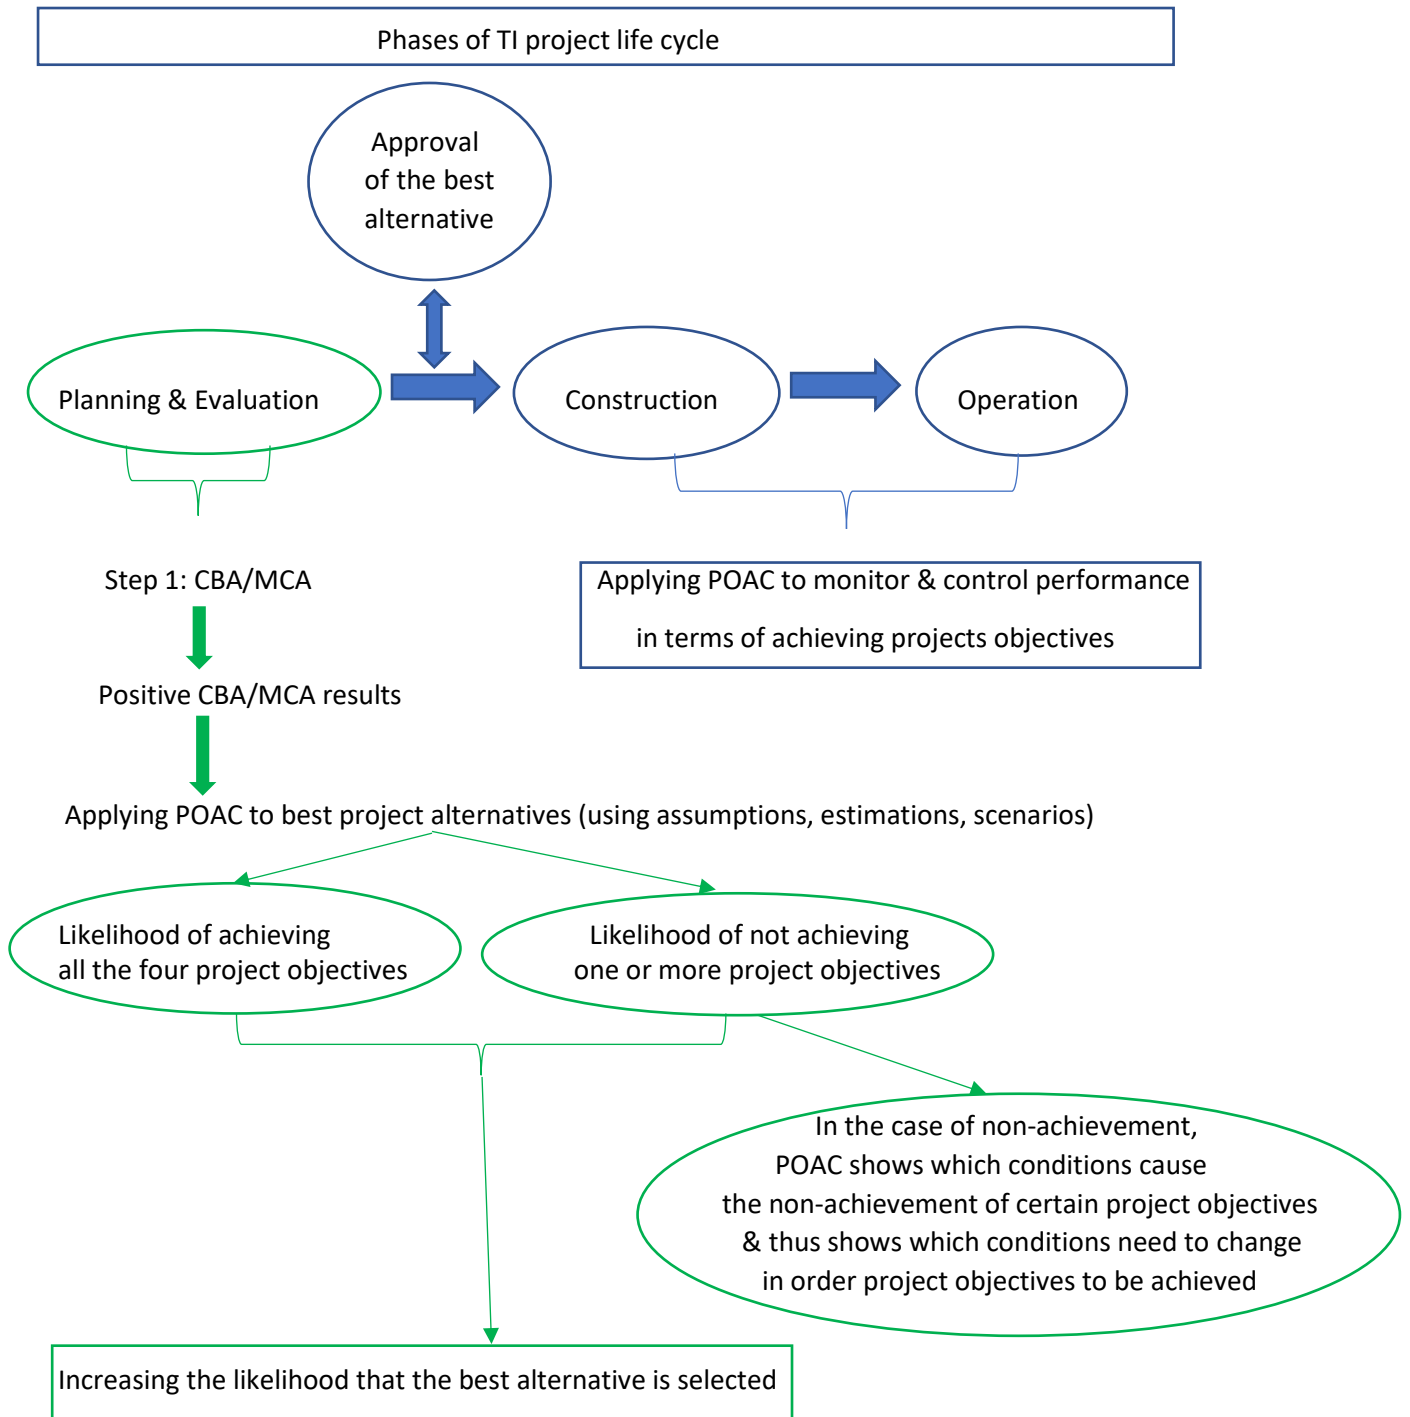 Phases of TI project life cycle
Approval
of the best
alternative
Planning & Evaluation
Construction
Operation
Step 1: CBA/MCA
Applying POAC to monitor & control performance
in terms of achieving projects objectives
Positive CBA/MCA results
Applying POAC to best project alternatives (using assumptions, estimations, scenarios)
Likelihood of achieving
all the four project objectives
Likelihood of not achieving
one or more project objectives
In the case of non-achievement,
POAC shows which conditions cause
the non-achievement of certain project objectives
& thus shows which conditions need to change
in order project objectives to be achieved
Increasing the likelihood that the best alternative is selected